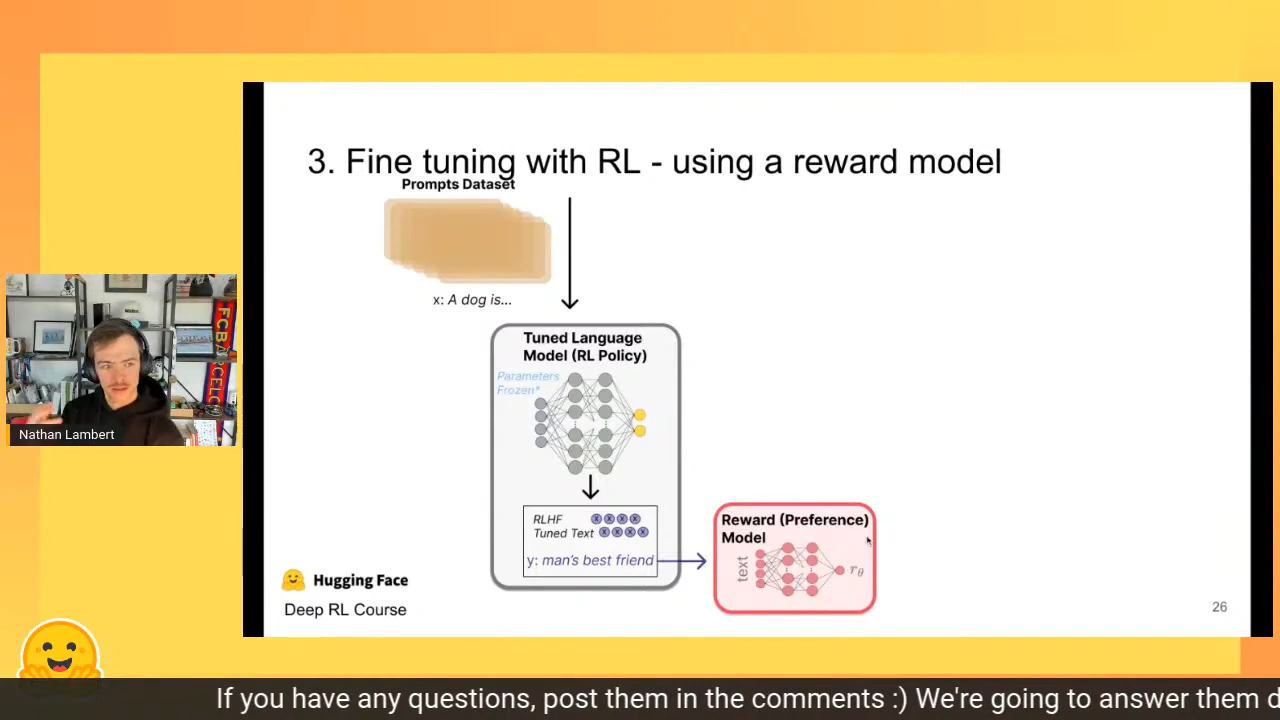 3. Fine tuning with RL - using a reward model
Prompts Dataset
x: A dog is...
Tuned Language
Model (RL Policy)
Parameters
Frozen*
RLHF
Tuned Text
x x x x
x x x x
y: man's best friend
Reward (Preference)
Model
text
rθ
Hugging Face
Deep RL Course
26
FCBARCELO
Nathan Lambert
If you have any questions, post them in the comments :) We're going to answer them d